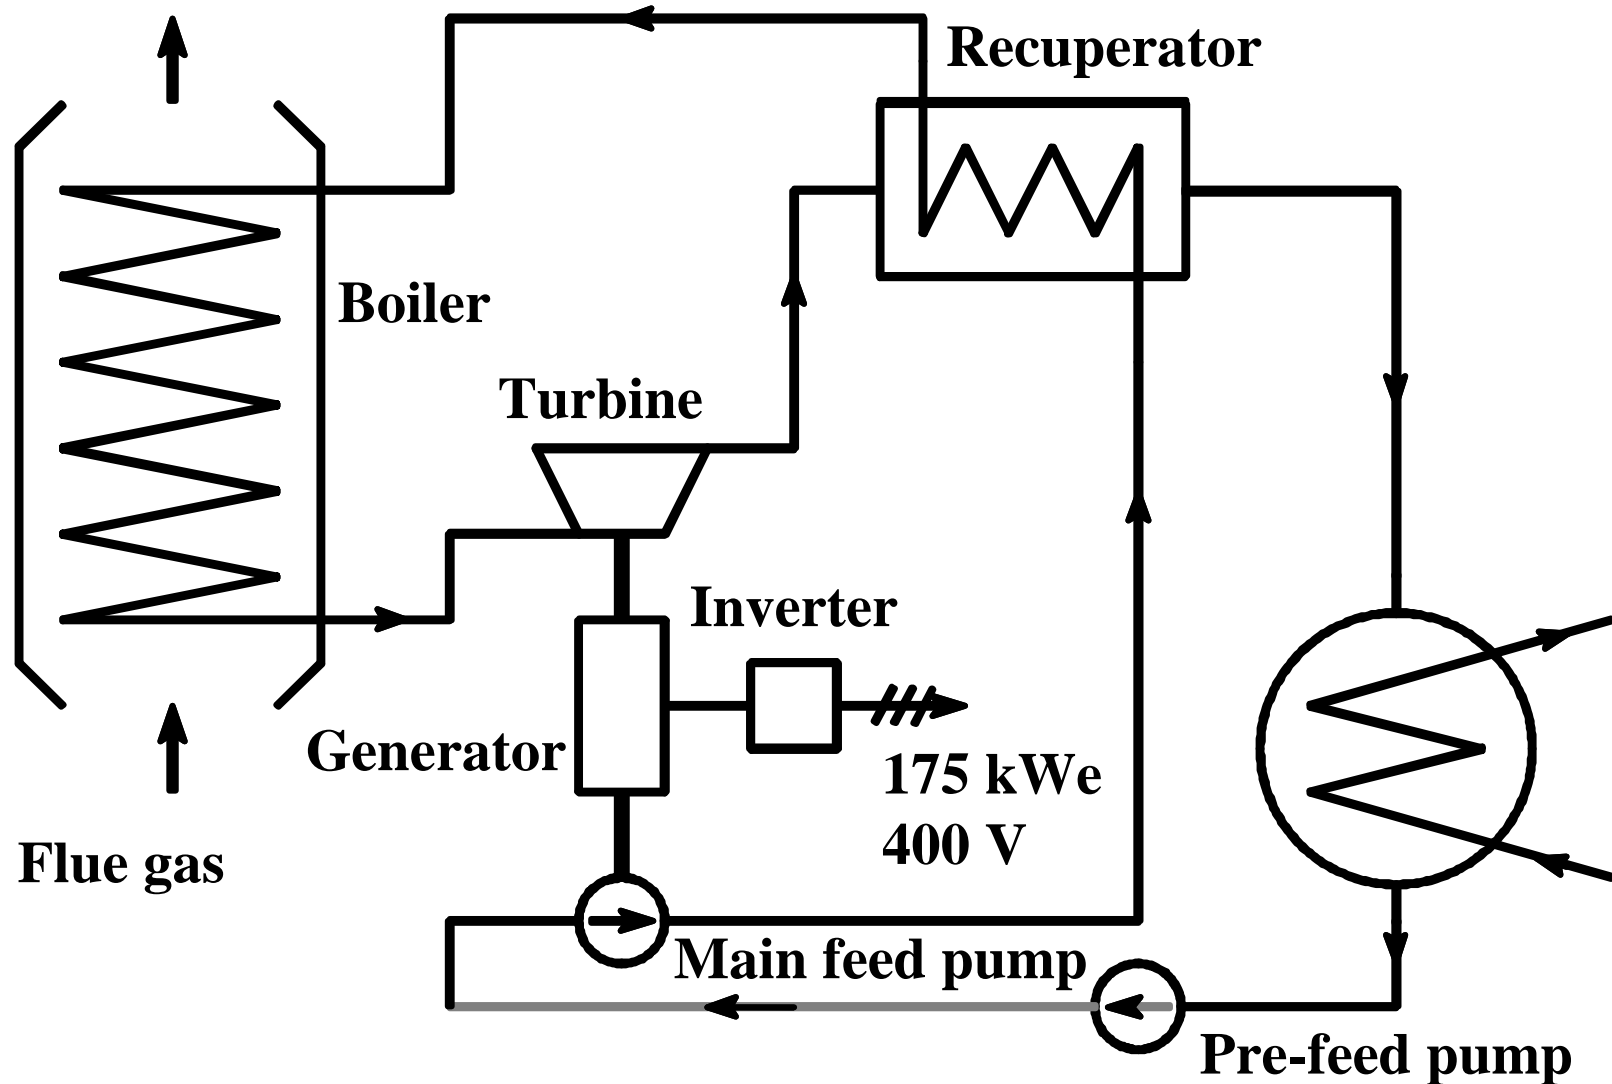 Recuperator
Boiler
Turbine
Inverter
Generator
175 kWe
400 V
Flue gas
Main feed pump
Pre-feed pump